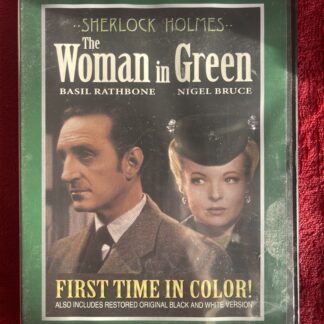 ··SHERLOCK HOLMES··
The
Woman in Green
BASIL RATHBONE NIGEL BRUCE
FIRST TIME IN COLOR!
ALSO INCLUDES RESTORED ORIGINAL BLACK AND WHITE VERSION